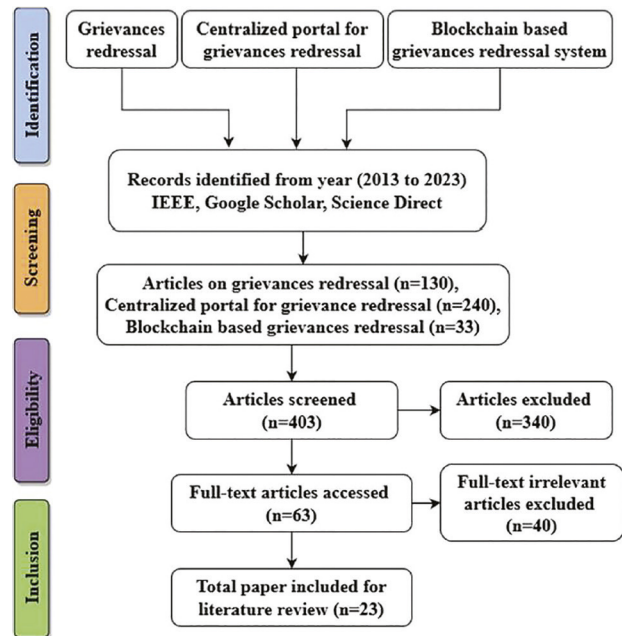 Identification
Grievances
redressal
Centralized portal for
grievances redressal
Blockchain based
grievances redressal system
Screening
Records identified from year (2013 to 2023)
IEEE, Google Scholar, Science Direct
Articles on grievances redressal (n=130),
Centralized portal for grievance redressal (n=240),
Blockchain based grievances redressal (n=33)
Eligibility
Articles screened
(n=403)
Articles excluded
(n=340)
Full-text articles accessed
(n=63)
Full-text irrelevant
articles excluded
(n=40)
Inclusion
Total paper included for
literature review (n=23)